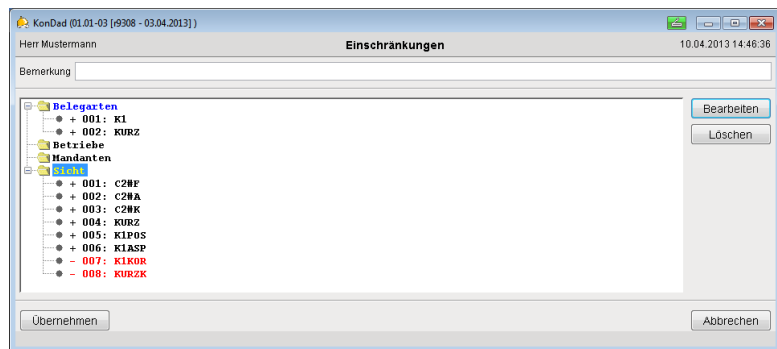 KonDad (01.01-03 [r9308 - 03.04.2013] )
Herr Mustermann Einschränkungen 10.04.2013 14:46:36
Bemerkung
Belegarten Bearbeiten
+ 001: K1
+ 002: KURZ Löschen
Betriebe
Mandanten
Sicht
+ 001: C2#F
+ 002: C2#A
+ 003: C2#K
+ 004: KURZ
+ 005: K1POS
+ 006: K1ASP
- 007: K1KOR
- 008: KURZK
Übernehmen Abbrechen